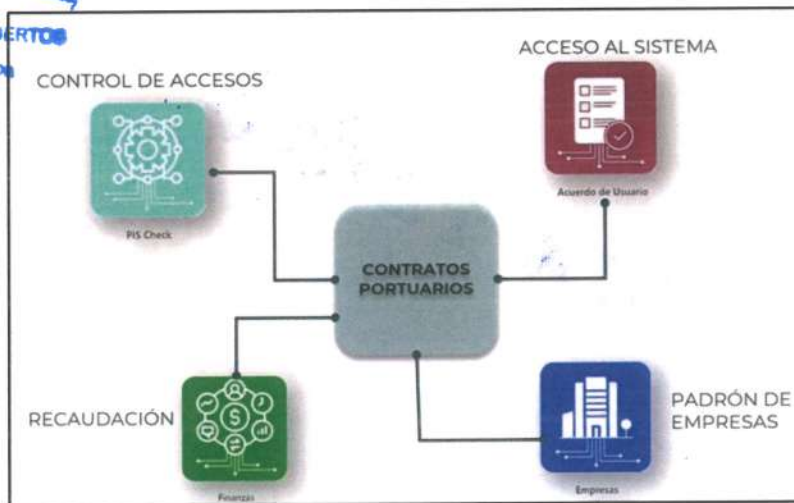 ACCESO AL SISTEMA
CONTROL DE ACCESOS
Acuerdo de Usuario
PIS Check
CONTRATOS
PORTUARIOS
RECAUDACIÓN
PADRÓN DE
EMPRESAS
Finanzas
Empresas